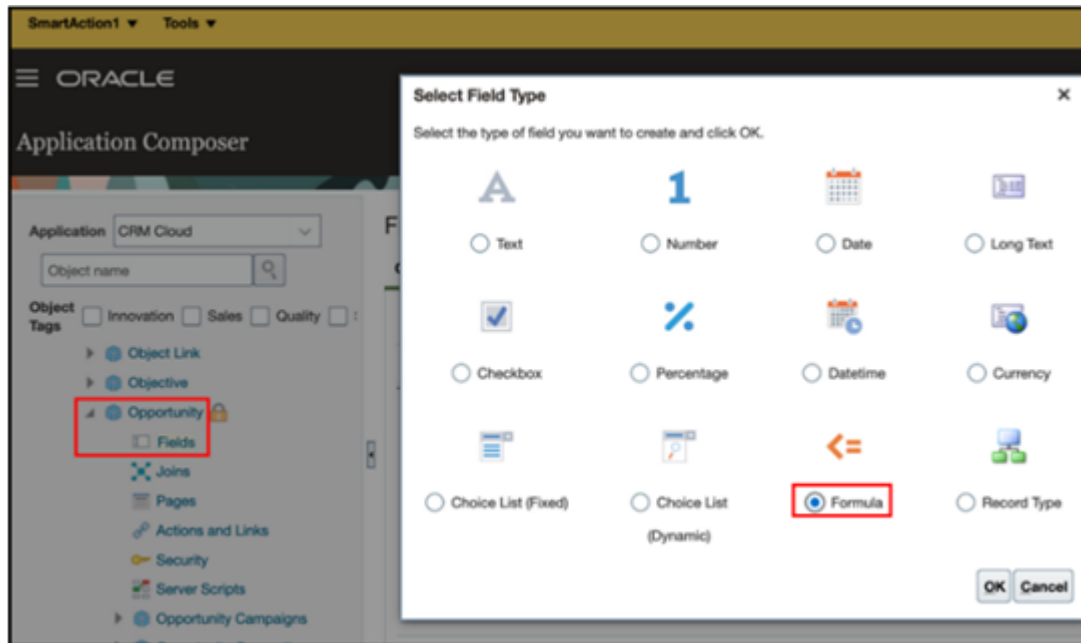 SmartAction1 ▼ Tools ▼
ORACLE
Application Composer
Application CRM Cloud
Object name
Object Tags Innovation Sales Quality
Object Link
Objective
Opportunity
Fields
Joins
Pages
Actions and Links
Security
Server Scripts
Opportunity Campaigns
F
Select Field Type
Select the type of field you want to create and click OK.
A 1
Text Number Date Long Text
Checkbox Percentage Datetime Currency
Choice List (Fixed) Choice List (Dynamic) Formula Record Type
OK Cancel